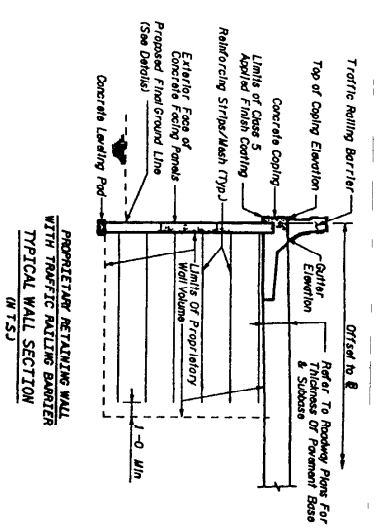 Traffic Railing Barrier
Top of Coping Elevation
Concrete Coping
Limits of Class 5
Applied Finish Coating
Reinforcing Strips/Mesh (Typ.)
Exterior Face of
Concrete Facing Panels
Proposed Final Ground Line
(See Details)
Concrete Leveling Pad
Offset to
Gutter
Elevation
Refer To Roadway Plans For
Thickness Of Pavement Base
& Subbase
Limits Of Proprietary
Wall Volume
1-0 Min
PROPRIETARY RETAINING WALL
WITH TRAFFIC RAILING BARRIER
TYPICAL WALL SECTION
(N.T.S.)